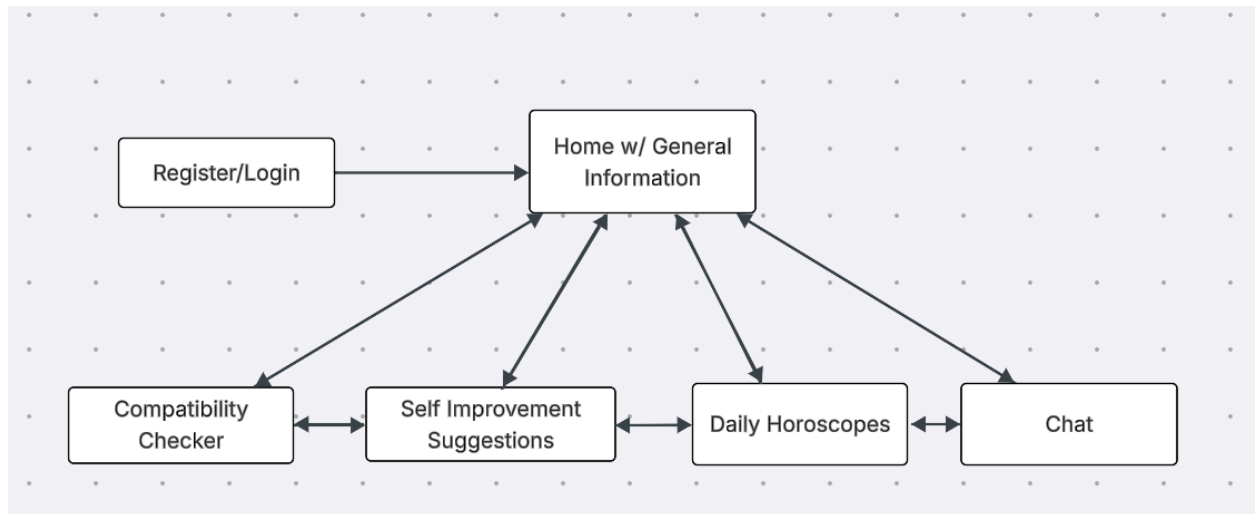 Register/Login
Home w/ General
Information
Compatibility
Checker
Self Improvement
Suggestions
Daily Horoscopes
Chat